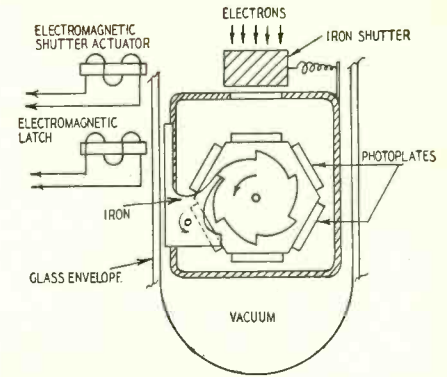 ELECTRONS
ELECTROMAGNETIC
SHUTTER ACTUATOR
IRON SHUTTER
ELECTROMAGNETIC
LATCH
PHOTOPLATES
IRON
GLASS ENVELOPE.
VACUUM